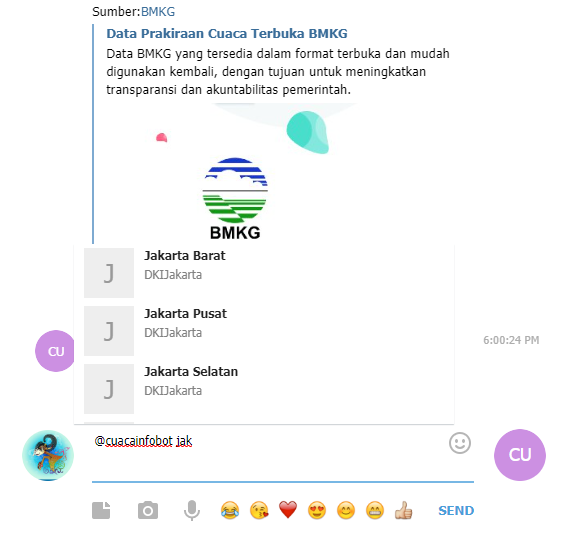 Sumber:BMKG
Data Prakiraan Cuaca Terbuka BMKG
Data BMKG yang tersedia dalam format terbuka dan mudah
digunakan kembali, dengan tujuan untuk meningkatkan
transparansi dan akuntabilitas pemerintah.
BMKG
J
Jakarta Barat
DKIJakarta
J
Jakarta Pusat
DKIJakarta
CU
6:00:24 PM
J
Jakarta Selatan
DKIJakarta
@cuacainfobot jak
CU
SEND